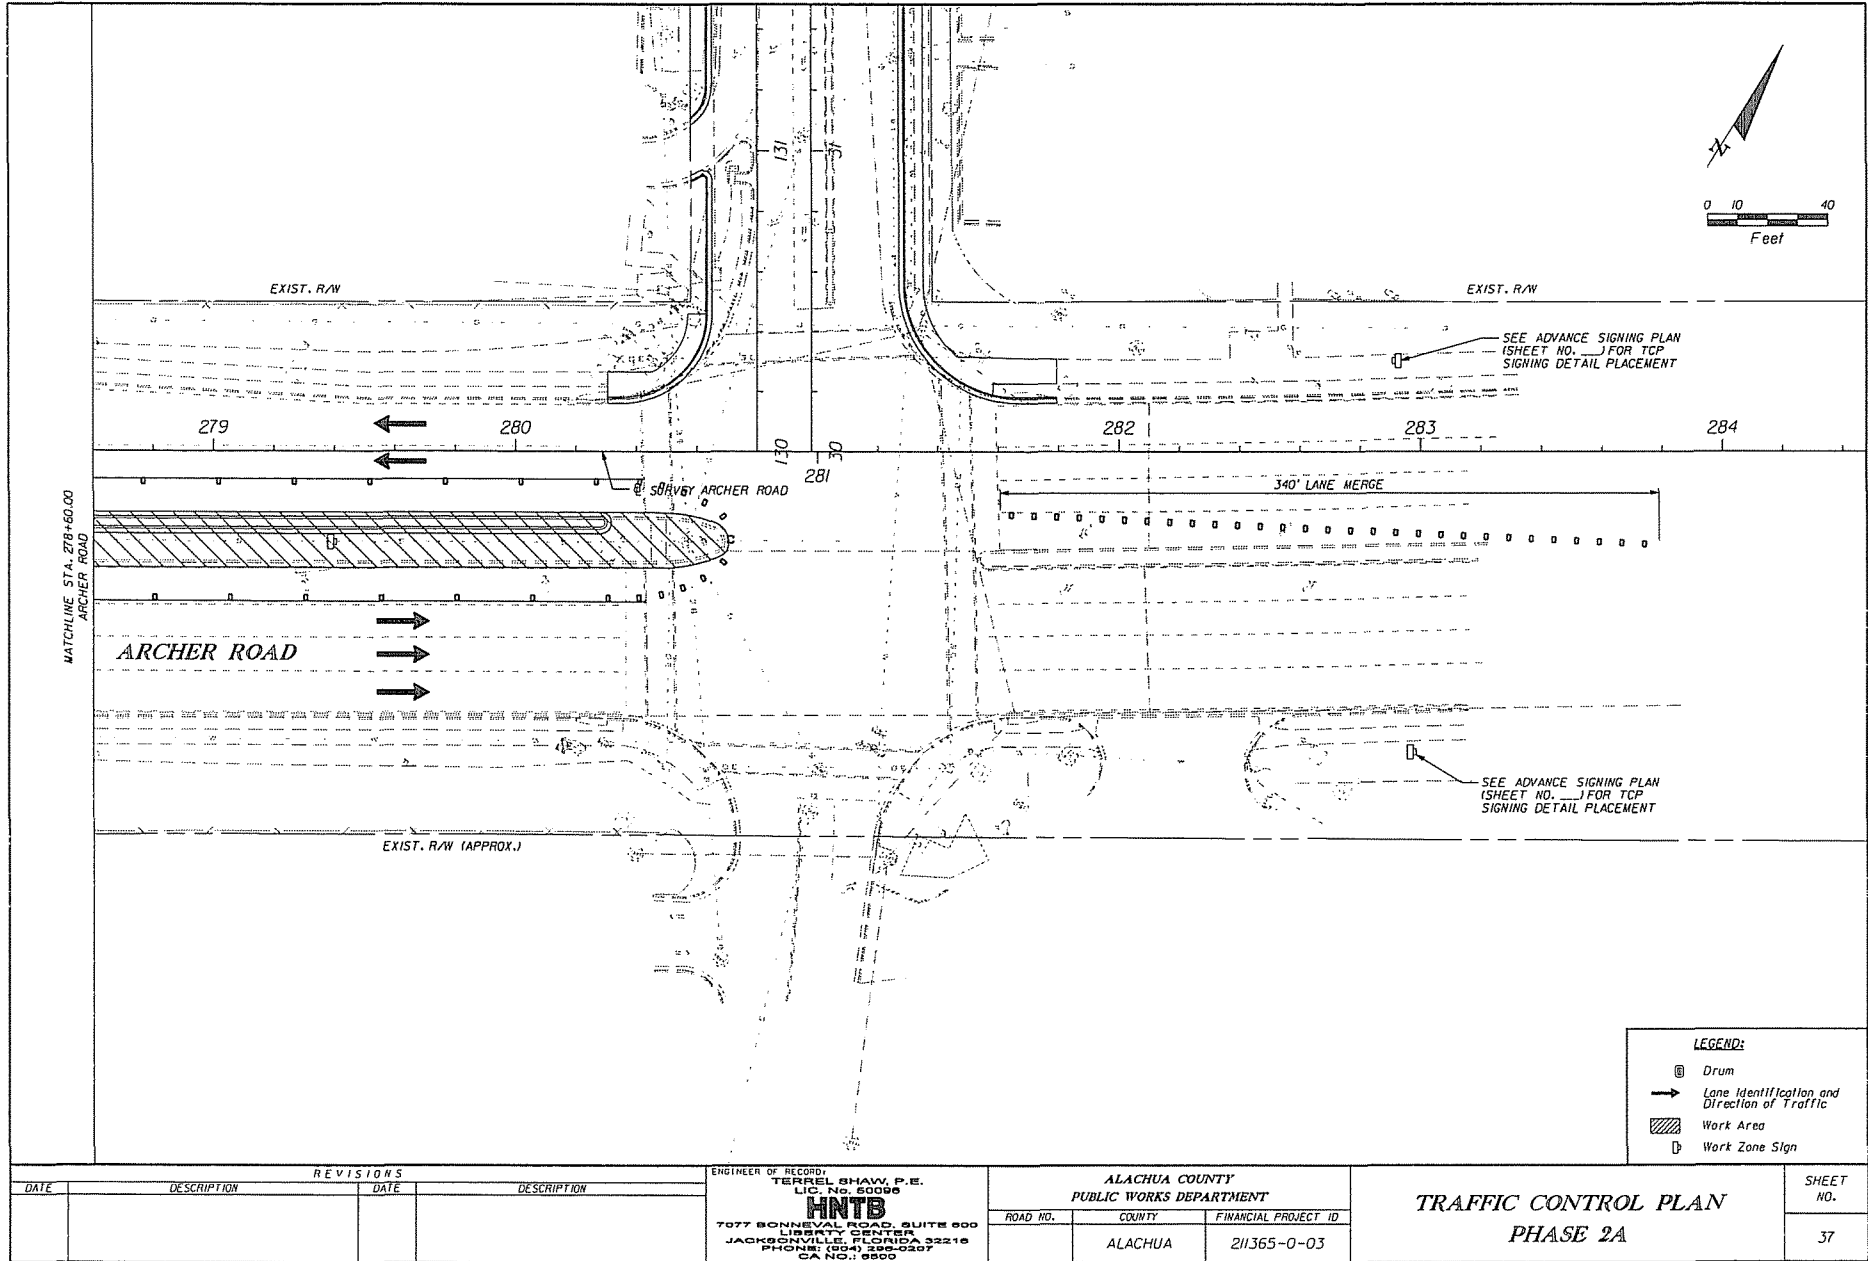 131
31
N
0 10 40
Feet
EXIST. R/W
EXIST. R/W
SEE ADVANCE SIGNING PLAN
(SHEET NO. ___) FOR TCP
SIGNING DETAIL PLACEMENT
279
280
282
283
284
130
30
281
℄ SURVEY ARCHER ROAD
340' LANE MERGE
MATCHLINE STA. 278+60.00
ARCHER ROAD
ARCHER ROAD
SEE ADVANCE SIGNING PLAN
(SHEET NO. ___) FOR TCP
SIGNING DETAIL PLACEMENT
EXIST. R/W (APPROX.)
LEGEND:
Drum
Lane Identification and
Direction of Traffic
Work Area
Work Zone Sign
REVISIONS
DATE DESCRIPTION DATE DESCRIPTION
ENGINEER OF RECORD:
TERREL SHAW, P.E.
LIC. No. 50096
HNTB
7077 BONNEVAL ROAD, SUITE 600
LIBERTY CENTER
JACKSONVILLE, FLORIDA 32216
PHONE: (904) 296-0207
CA NO.: 6500
ALACHUA COUNTY
PUBLIC WORKS DEPARTMENT
ROAD NO. COUNTY FINANCIAL PROJECT ID
ALACHUA 211365-0-03
TRAFFIC CONTROL PLAN
PHASE 2A
SHEET
NO.
37